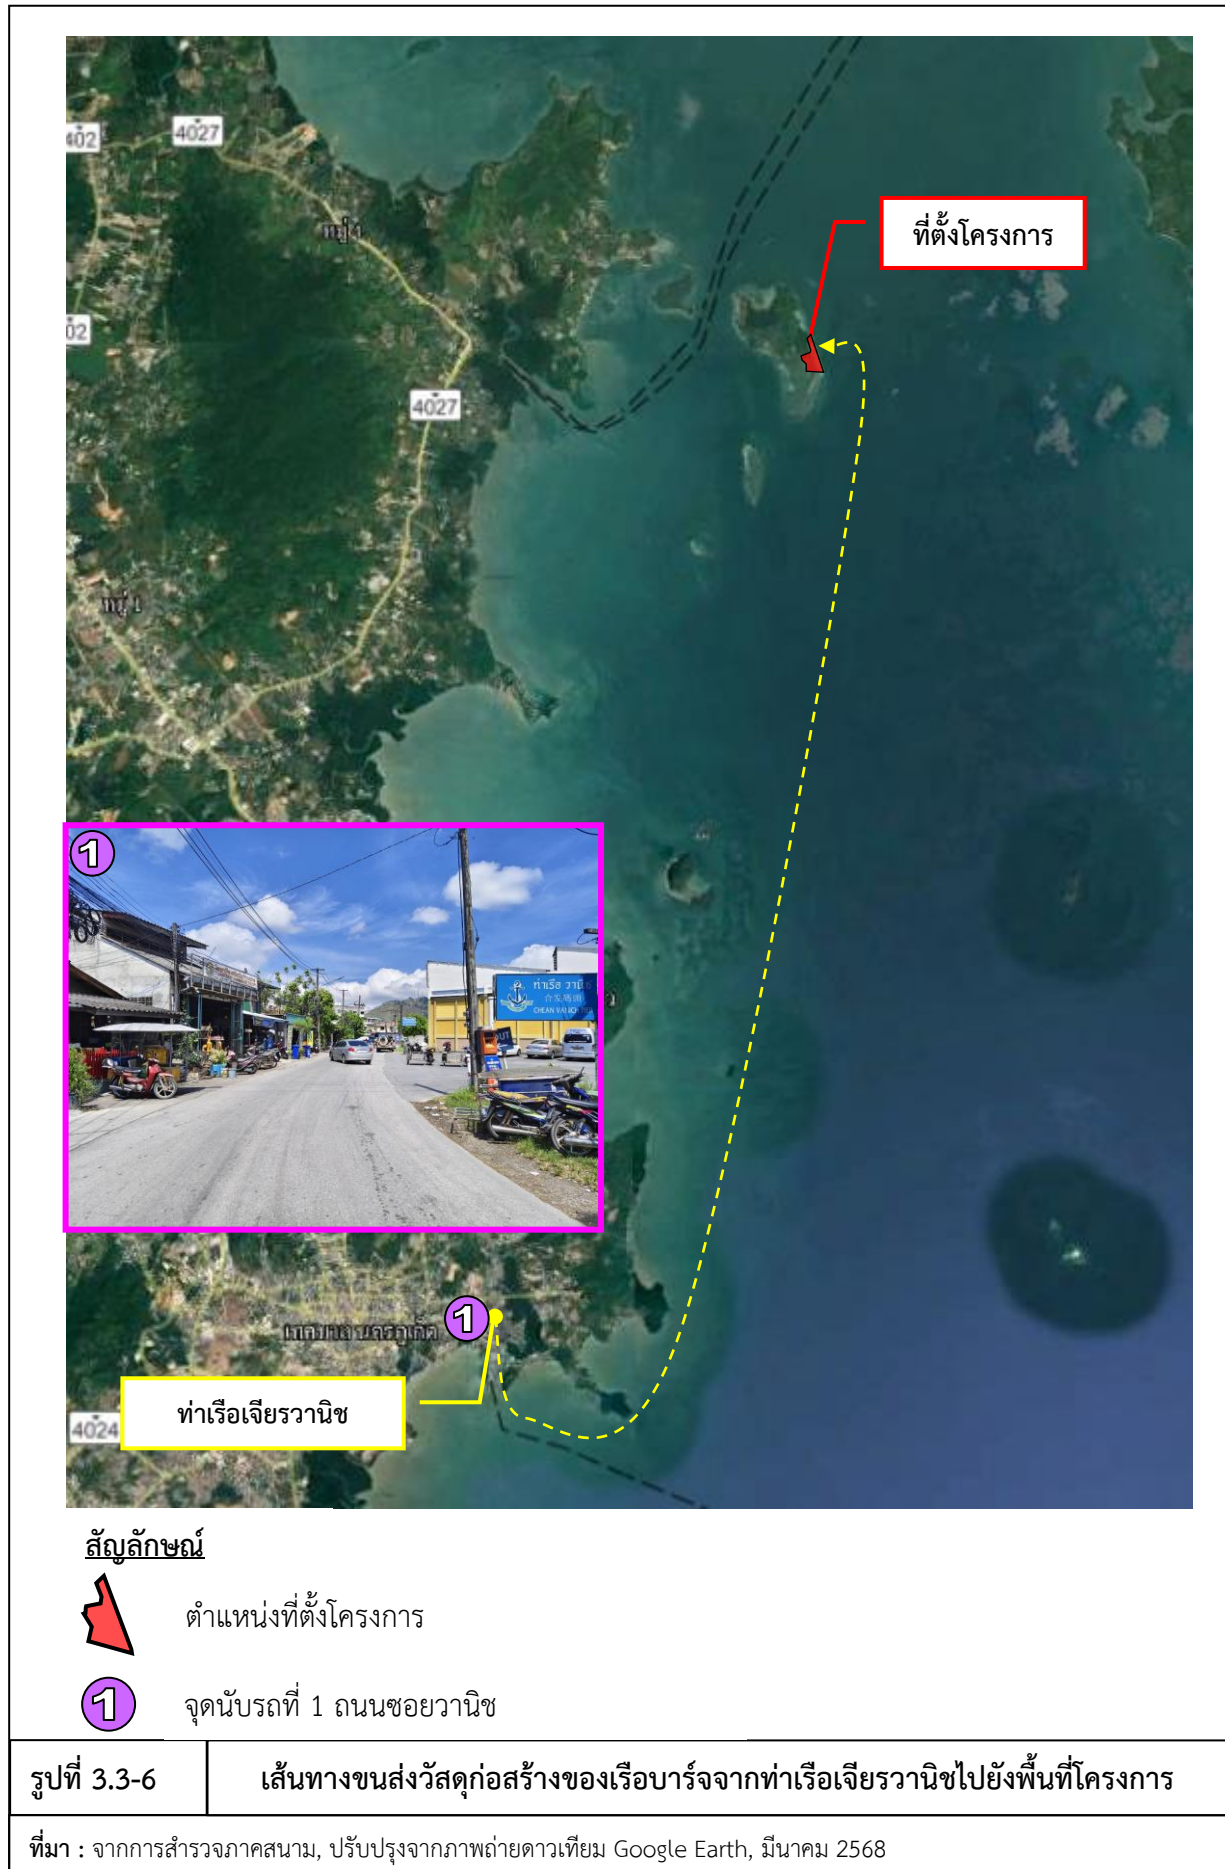 402
4027
หมู่ 1
ที่ตั้งโครงการ
02
4027
หมู่ 1
1
ท่าเรือ วานิช
CHEAN VANICH PIER
1
เทศบาล นครภูเก็ต
ท่าเรือเจียรวานิช
4024
สัญลักษณ์
ตำแหน่งที่ตั้งโครงการ
1 จุดนับรถที่ 1 ถนนซอยวานิช
รูปที่ 3.3-6 เส้นทางขนส่งวัสดุก่อสร้างของเรือบาร์จจากท่าเรือเจียรวานิชไปยังพื้นที่โครงการ
ที่มา : จากการสำรวจภาคสนาม, ปรับปรุงจากภาพถ่ายดาวเทียม Google Earth, มีนาคม 2568